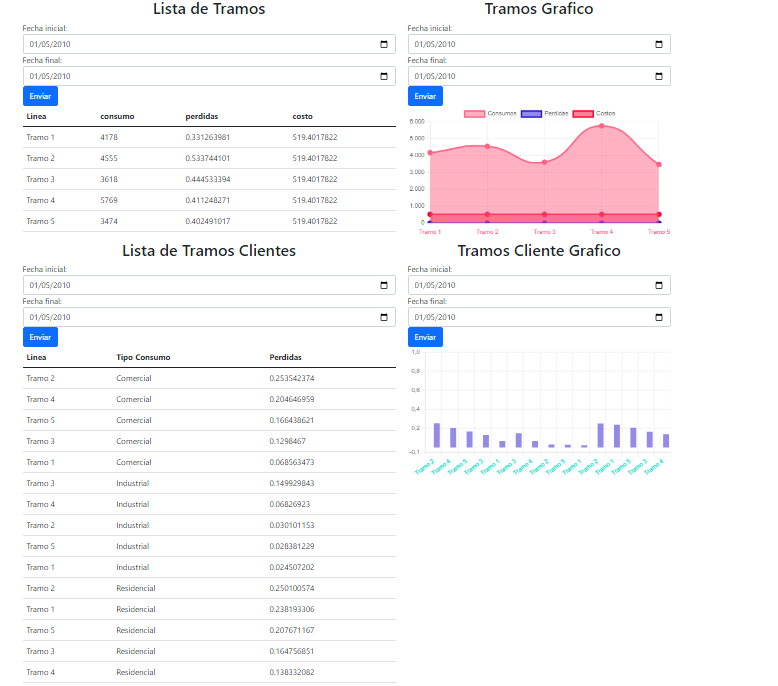 Lista de Tramos
Fecha inicial:
01/05/2010
Fecha final:
01/05/2010
Enviar
Linea consumo perdidas costo
Tramo 1 4178 0.331263981 519.4017822
Tramo 2 4555 0.533744101 519.4017822
Tramo 3 3618 0.444533394 519.4017822
Tramo 4 5769 0.411248271 519.4017822
Tramo 5 3474 0.402491017 519.4017822
Tramos Grafico
Fecha inicial:
01/05/2010
Fecha final:
01/05/2010
Enviar
Consumos Perdidas Costos
6.000
5.000
4.000
3.000
2.000
1.000
0
Tramo 1 Tramo 2 Tramo 3 Tramo 4 Tramo 5
Lista de Tramos Clientes
Fecha inicial:
01/05/2010
Fecha final:
01/05/2010
Enviar
Linea Tipo Consumo Perdidas
Tramo 2 Comercial 0.253542374
Tramo 4 Comercial 0.204646959
Tramo 5 Comercial 0.166438621
Tramo 3 Comercial 0.1298467
Tramo 1 Comercial 0.068563473
Tramo 3 Industrial 0.149929843
Tramo 4 Industrial 0.06826923
Tramo 2 Industrial 0.030101153
Tramo 5 Industrial 0.028381229
Tramo 1 Industrial 0.024507202
Tramo 2 Residencial 0.250100574
Tramo 1 Residencial 0.238193306
Tramo 5 Residencial 0.207671167
Tramo 3 Residencial 0.164756851
Tramo 4 Residencial 0.138332082
Tramos Cliente Grafico
Fecha inicial:
01/05/2010
Fecha final:
01/05/2010
Enviar
1,0
0,8
0,6
0,4
0,2
-0,1
Tramo 2 Tramo 4 Tramo 5 Tramo 3 Tramo 1 Tramo 3 Tramo 4 Tramo 2 Tramo 5 Tramo 1 Tramo 2 Tramo 1 Tramo 5 Tramo 3 Tramo 4